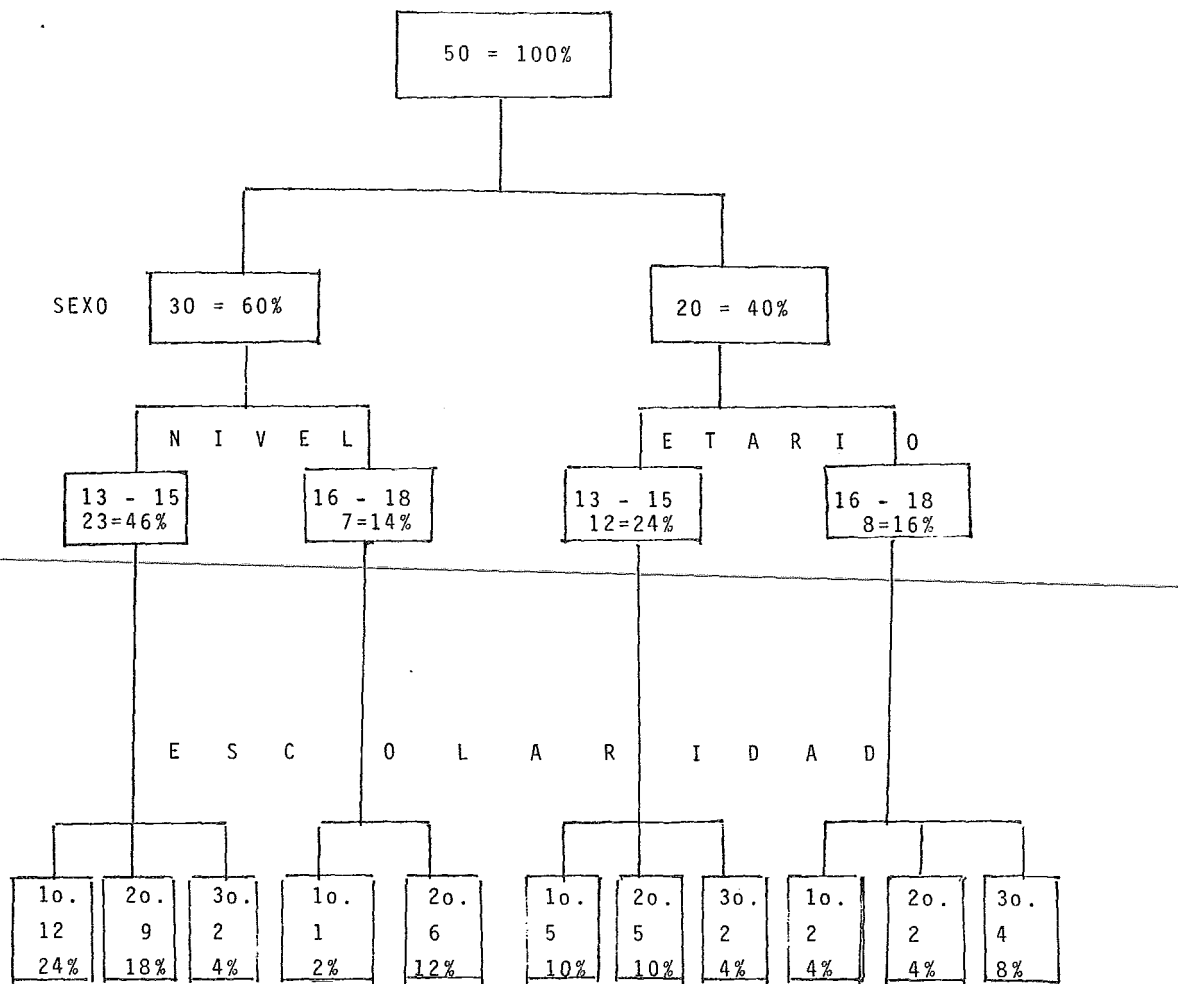 50 = 100%
SEXO 30 = 60% 20 = 40%
N I V E L E T A R I O
13 - 15 16 - 18 13 - 15 16 - 18
23=46% 7=14% 12=24% 8=16%
E S C O L A R I D A D
1o. 2o. 3o. 1o. 2o. 1o. 2o. 3o. 1o. 2o. 3o.
12 9 2 1 6 5 5 2 2 2 4
24% 18% 4% 2% 12% 10% 10% 4% 4% 4% 8%